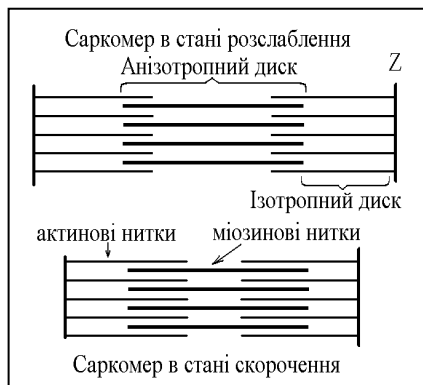 Саркомер в стані розслаблення
Анізотропний диск
Z
Ізотропний диск
актинові нитки
міозинові нитки
Саркомер в стані скорочення